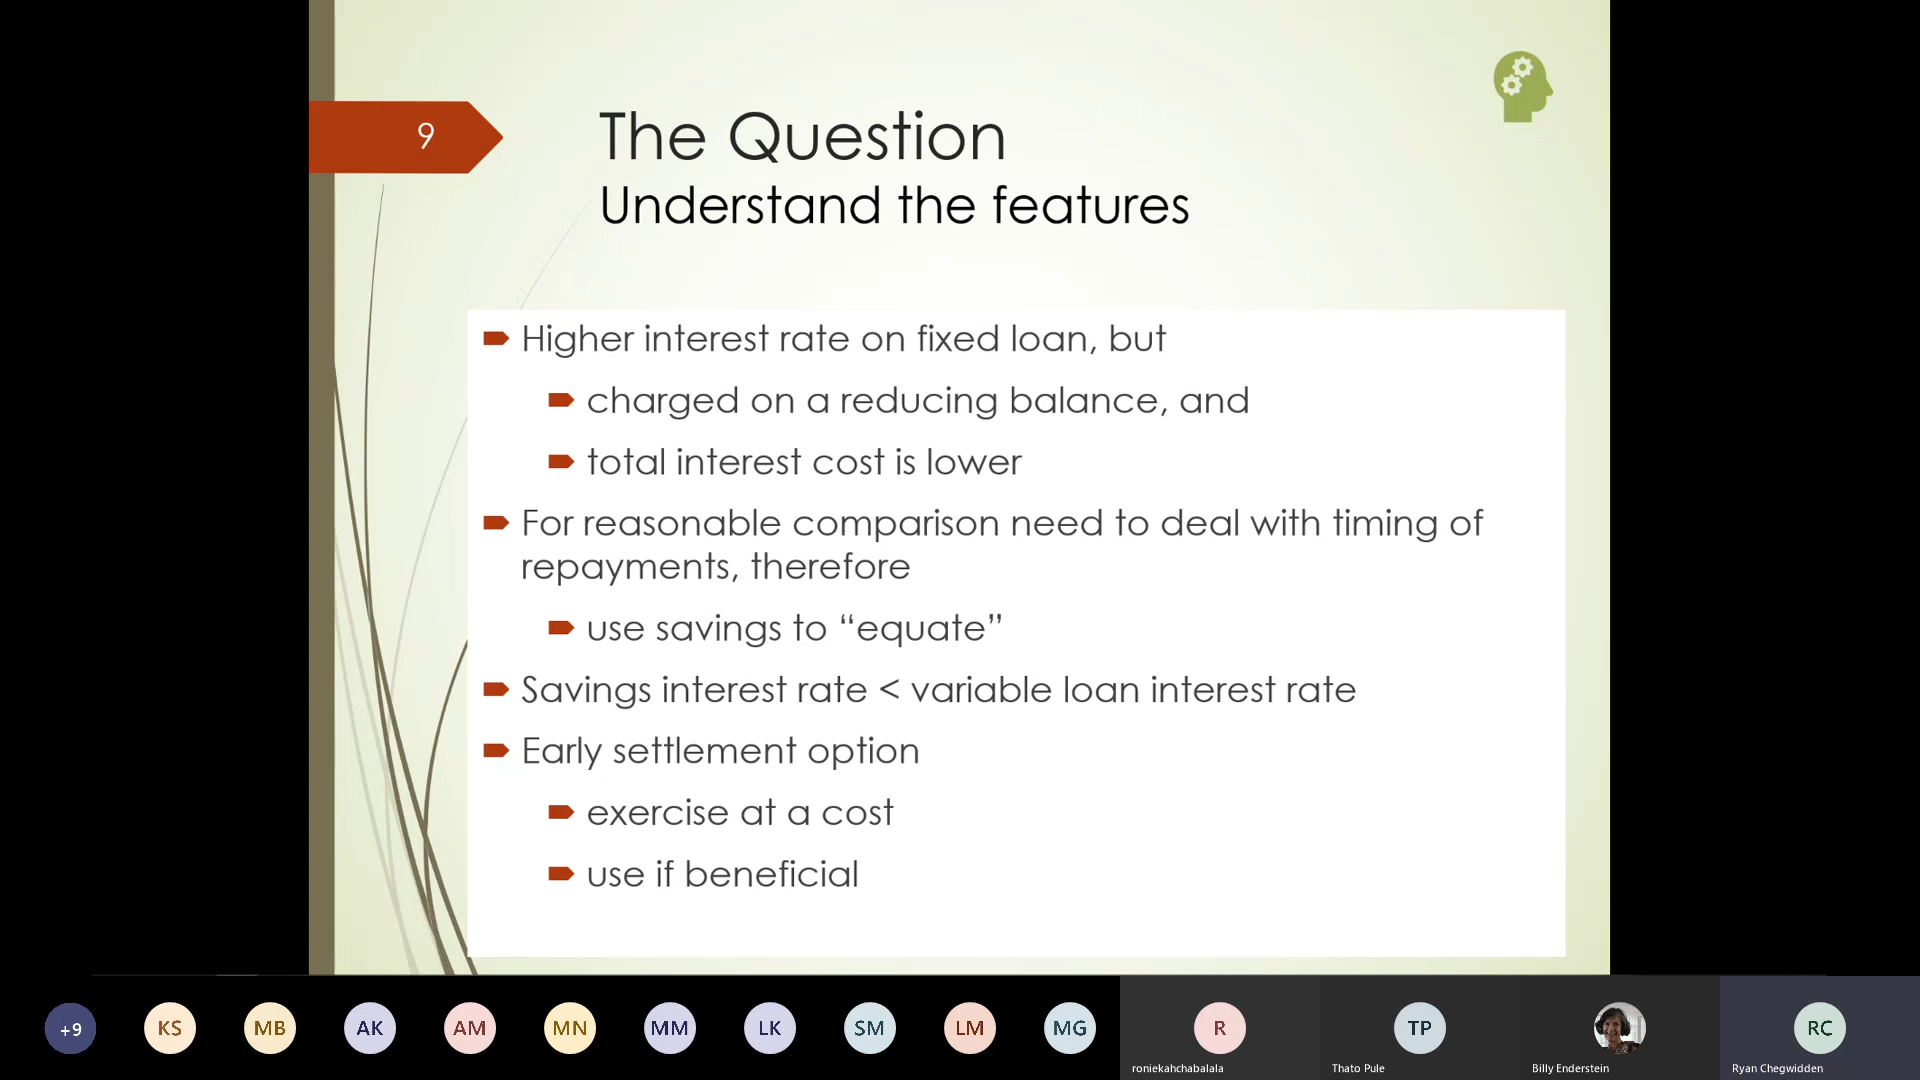 9
The Question
Understand the features
Higher interest rate on fixed loan, but
charged on a reducing balance, and
total interest cost is lower
For reasonable comparison need to deal with timing of
repayments, therefore
use savings to “equate”
Savings interest rate < variable loan interest rate
Early settlement option
exercise at a cost
use if beneficial
+9
KS
MB
AK
AM
MN
MM
LK
SM
LM
MG
R
TP
RC
roniekahchabalala
Thato Pule
Billy Enderstein
Ryan Chegwidden